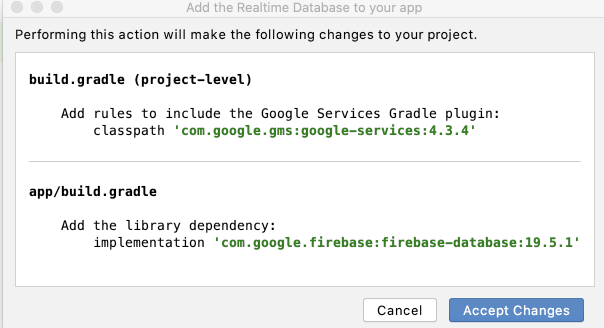 Add the Realtime Database to your app
Performing this action will make the following changes to your project.
build.gradle (project-level)
Add rules to include the Google Services Gradle plugin:
classpath 'com.google.gms:google-services:4.3.4'
app/build.gradle
Add the library dependency:
implementation 'com.google.firebase:firebase-database:19.5.1'
Cancel
Accept Changes